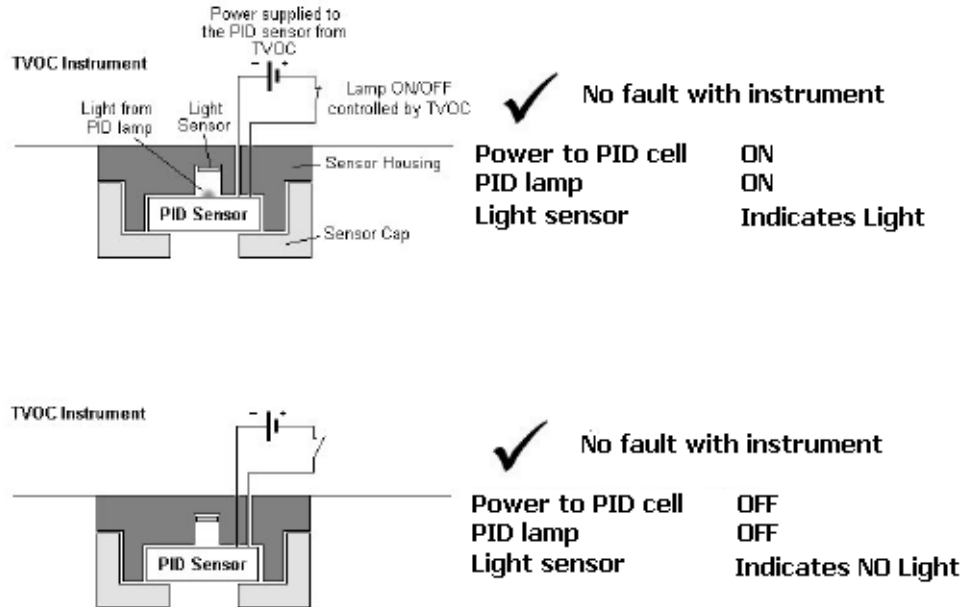 Power supplied to
the PID sensor from
TVOC
TVOC Instrument
- +
Lamp ON/OFF
controlled by TVOC
Light from
PID lamp
Light
Sensor
Sensor Housing
PID Sensor
Sensor Cap
No fault with instrument
Power to PID cell ON
PID lamp ON
Light sensor Indicates Light
TVOC Instrument
- +
PID Sensor
No fault with instrument
Power to PID cell OFF
PID lamp OFF
Light sensor Indicates NO Light